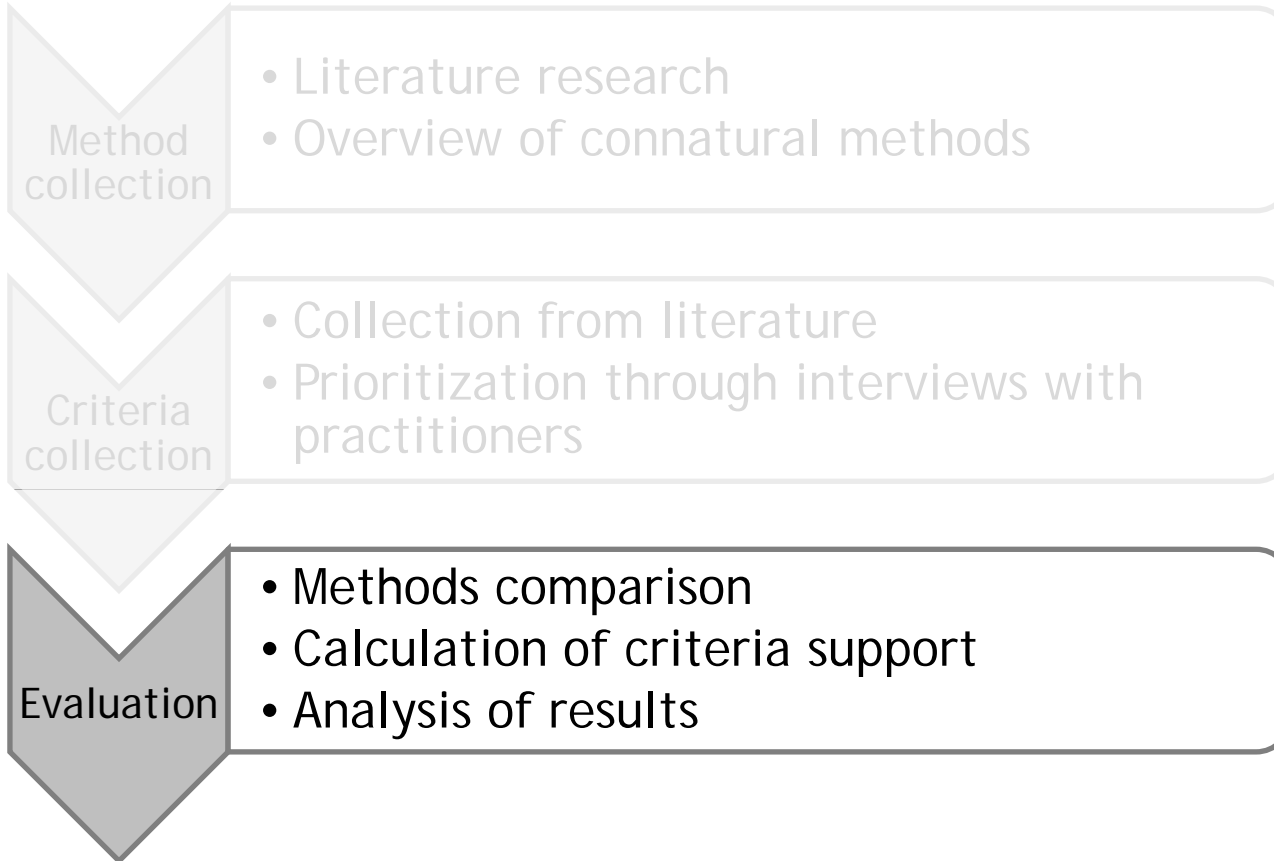 Method
collection
• Literature research
• Overview of connatural methods
Criteria
collection
• Collection from literature
• Prioritization through interviews with
practitioners
Evaluation
• Methods comparison
• Calculation of criteria support
• Analysis of results